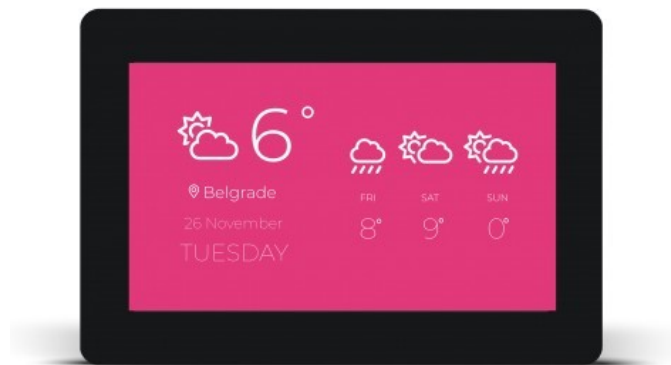 6°
Belgrade
26 November
TUESDAY
FRI SAT SUN
8° 9° 0°